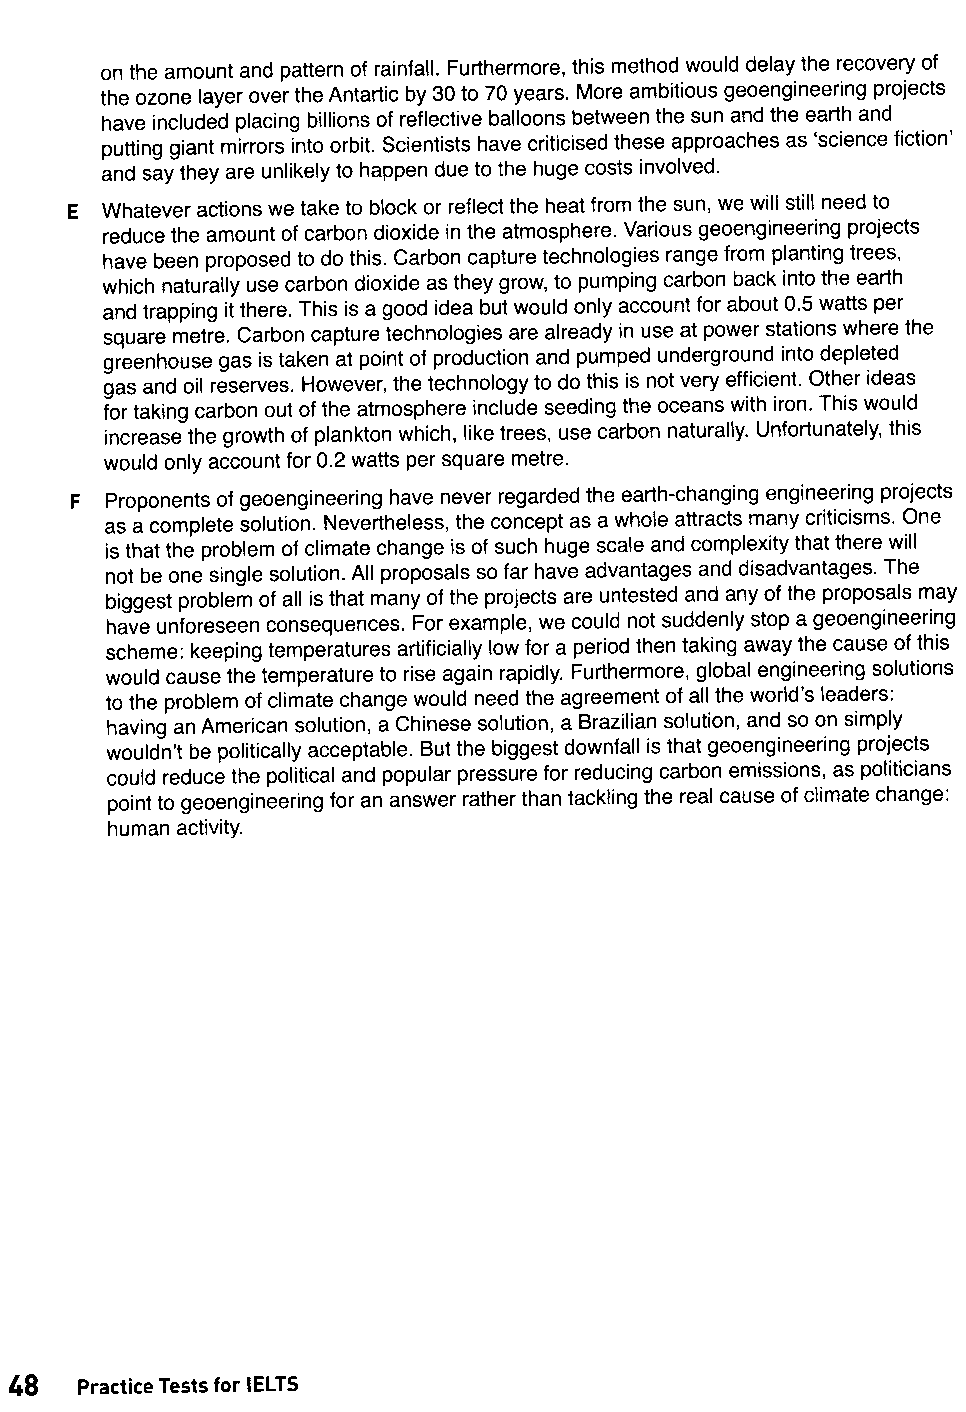 on the amount and pattern of rainfall. Furthermore, this method would delay the recovery of
the ozone layer over the Antartic by 30 to 70 years. More ambitious geoengineering projects
have included placing billions of reflective balloons between the sun and the earth and
putting giant mirrors into orbit. Scientists have criticised these approaches as ‘science fiction’
and say they are unlikely to happen due to the huge costs involved.
E Whatever actions we take to block or reflect the heat from the sun, we will still need to
reduce the amount of carbon dioxide in the atmosphere. Various geoengineering projects
have been proposed to do this. Carbon capture technologies range from planting trees,
which naturally use carbon dioxide as they grow, to pumping carbon back into the earth
and trapping it there. This is a good idea but would only account for about 0.5 watts per
square metre. Carbon capture technologies are already in use at power stations where the
greenhouse gas is taken at point of production and pumped underground into depleted
gas and oil reserves. However, the technology to do this is not very efficient. Other ideas
for taking carbon out of the atmosphere include seeding the oceans with iron. This would
increase the growth of plankton which, like trees, use carbon naturally. Unfortunately, this
would only account for 0.2 watts per square metre.
F Proponents of geoengineering have never regarded the earth-changing engineering projects
as a complete solution. Nevertheless, the concept as a whole attracts many criticisms. One
is that the problem of climate change is of such huge scale and complexity that there will
not be one single solution. All proposals so far have advantages and disadvantages. The
biggest problem of all is that many of the projects are untested and any of the proposals may
have unforeseen consequences. For example, we could not suddenly stop a geoengineering
scheme: keeping temperatures artificially low for a period then taking away the cause of this
would cause the temperature to rise again rapidly. Furthermore, global engineering solutions
to the problem of climate change would need the agreement of all the world's leaders:
having an American solution, a Chinese solution, a Brazilian solution, and so on simply
wouldn't be politically acceptable. But the biggest downfall is that geoengineering projects
could reduce the political and popular pressure for reducing carbon emissions, as politicians
point to geoengineering for an answer rather than tackling the real cause of climate change:
human activity.
48 Practice Tests for IELTS